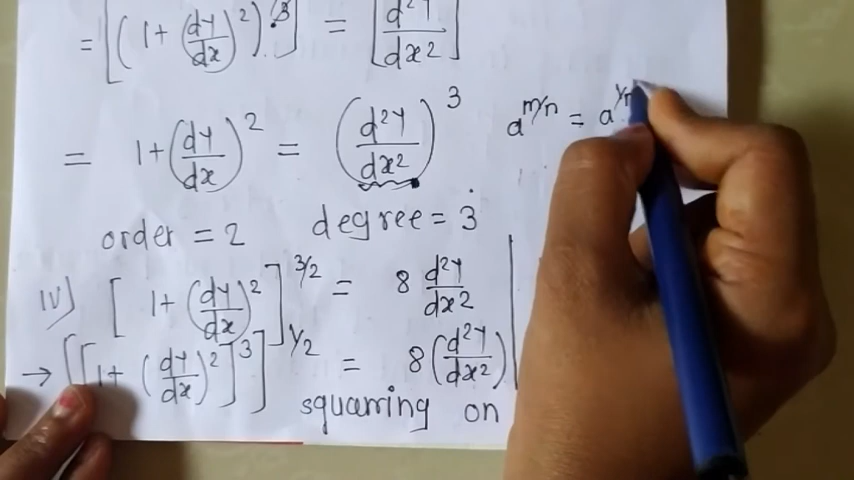 = [(1+(dy/dx)^2)^3] = [d²y/dx²]
= 1+(dy/dx)^2 = (d²y/dx²)^3
a^m/n = a^1/n
order = 2 degree = 3
IV) [1+(dy/dx)^2]^3/2 = 8 d²y/dx²
→ [[1+(dy/dx)^2]^3]^1/2 = 8(d²y/dx²)
squarring on